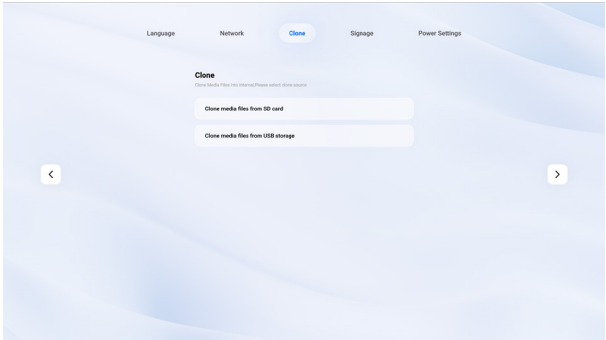 Language Network Clone Signage Power Settings
Clone
Clone Media Files into Internal,Please select clone source.
Clone media files from SD card
Clone media files from USB storage